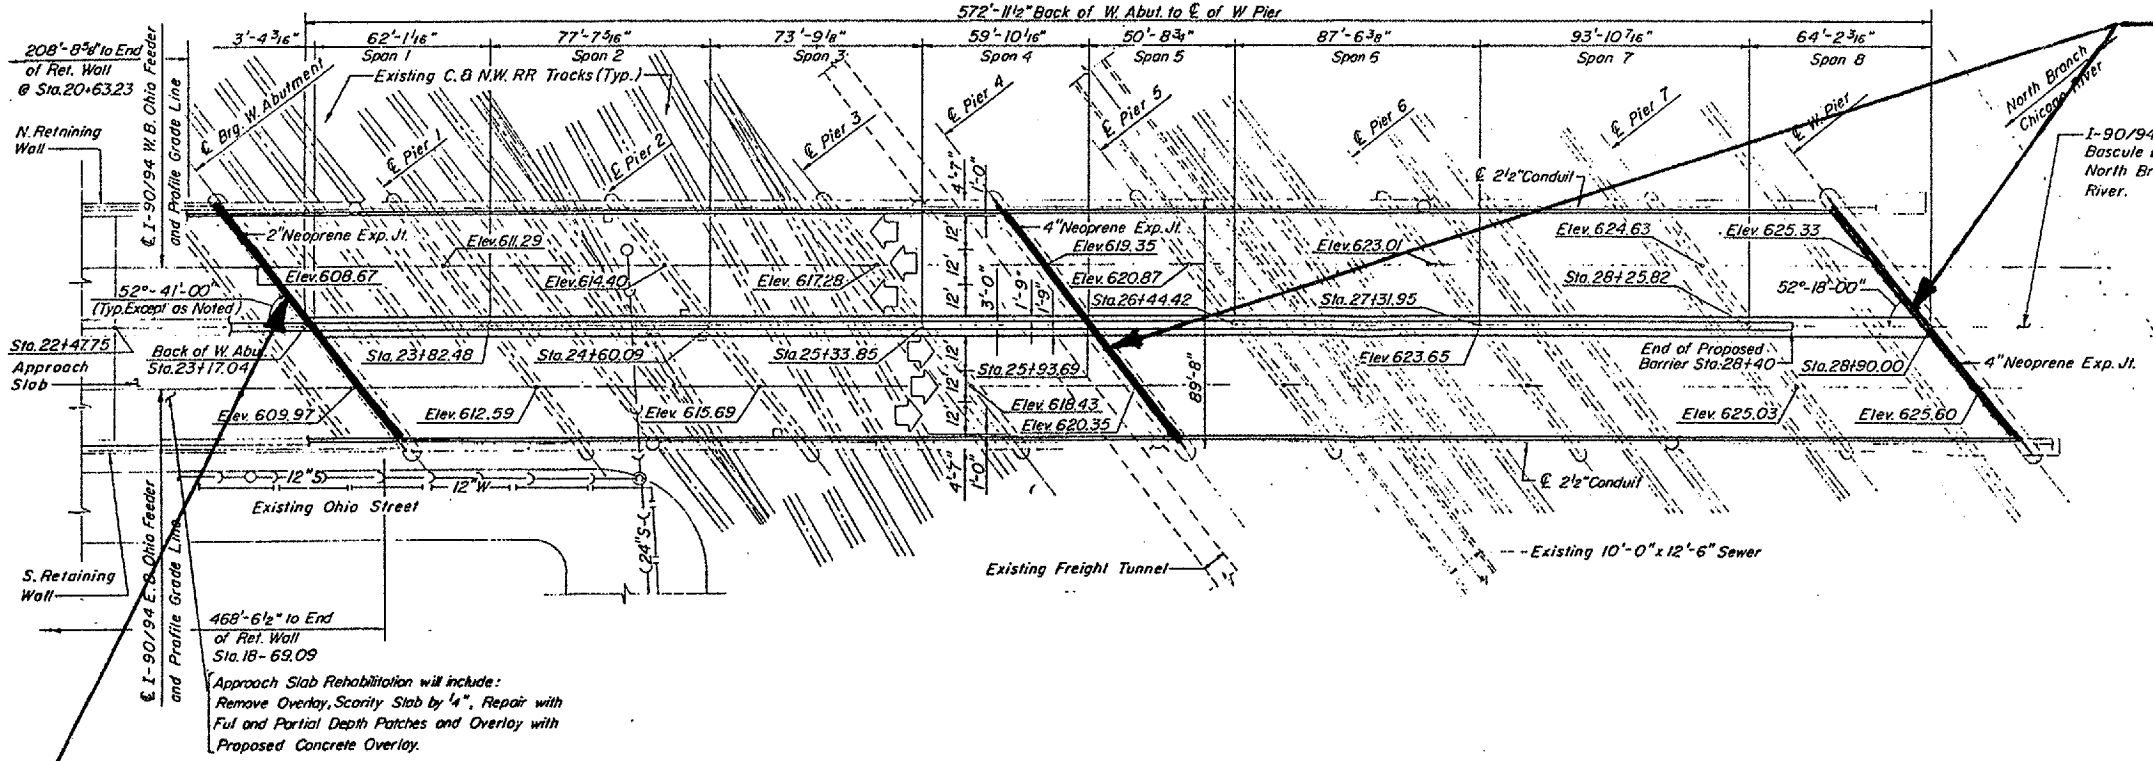 572'-11½" Back of W. Abut. to ℄ of W Pier
3'-4 3/16"
62'-1 1/16"
Span 1
77'-7 3/16"
Span 2
73'-9 1/8"
Span 3
59'-10 1/16"
Span 4
50'-8 3/4"
Span 5
87'-6 3/8"
Span 6
93'-10 7/16"
Span 7
64'-2 3/16"
Span 8
208'-8 5/8" to End
of Ret. Wall
@ Sta. 20+63.23
N. Retnining
Wall
℄ I-90/94 W.B. Ohio Feeder
and Profile Grade Line
℄ Brg W. Abutment
Existing C.& N.W. RR Tracks (Typ.)
℄ Pier 1
℄ Pier 2
℄ Pier 3
℄ Pier 4
℄ Pier 5
℄ Pier 6
℄ Pier 7
℄ W. Pier
North Branch
Chicago River
I-90/94
Bascule
North Br
River.
4'-7"
1'-0"
℄ 2½" Conduit
2" Neoprene Exp. Jt.
Elev. 611.29
Elev. 608.67
Elev. 614.40
Elev. 617.28
4" Neoprene Exp. Jt.
Elev. 619.35
Elev. 620.87
Elev. 623.01
Elev. 624.63
Elev. 625.33
52°-41'-00"
(Typ. Except as Noted)
12'
12'
12'
3'-0"
1'-9"
1'-9"
Sta. 26+44.42
Sta. 27+31.95
Sta. 28+25.82
52°-18'-00"
Sta. 22+47.75
Approach
Slab
Back of W. Abu.
Sta. 23+17.04
Sta. 23+82.48
Sta. 24+60.09
Sta. 25+33.85
Sta. 25+93.69
Elev. 623.65
End of Proposed
Barrier Sta. 28+40
Sta. 28+90.00
4" Neoprene Exp. Jt.
12'
12'
12'
89'-8"
Elev. 609.97
Elev. 612.59
Elev. 615.69
Elev. 618.43
Elev. 620.35
Elev. 625.03
Elev. 625.60
4'-7"
1'-0"
12"S
12"W
℄ 2½" Conduit
Existing Ohio Street
24"S
Existing Freight Tunnel
Existing 10'-0" x 12'-6" Sewer
S. Retaining
Wall
℄ I-90/94 E.B. Ohio Feeder
and Profile Grade Line
468'-6½" to End
of Ret. Wall
Sta. 18-69.09
Approach Slab Rehabilitation will include:
Remove Overlay, Scarify Slab by ¼", Repair with
Ful and Partial Depth Patches and Overlay with
Proposed Concrete Overlay.